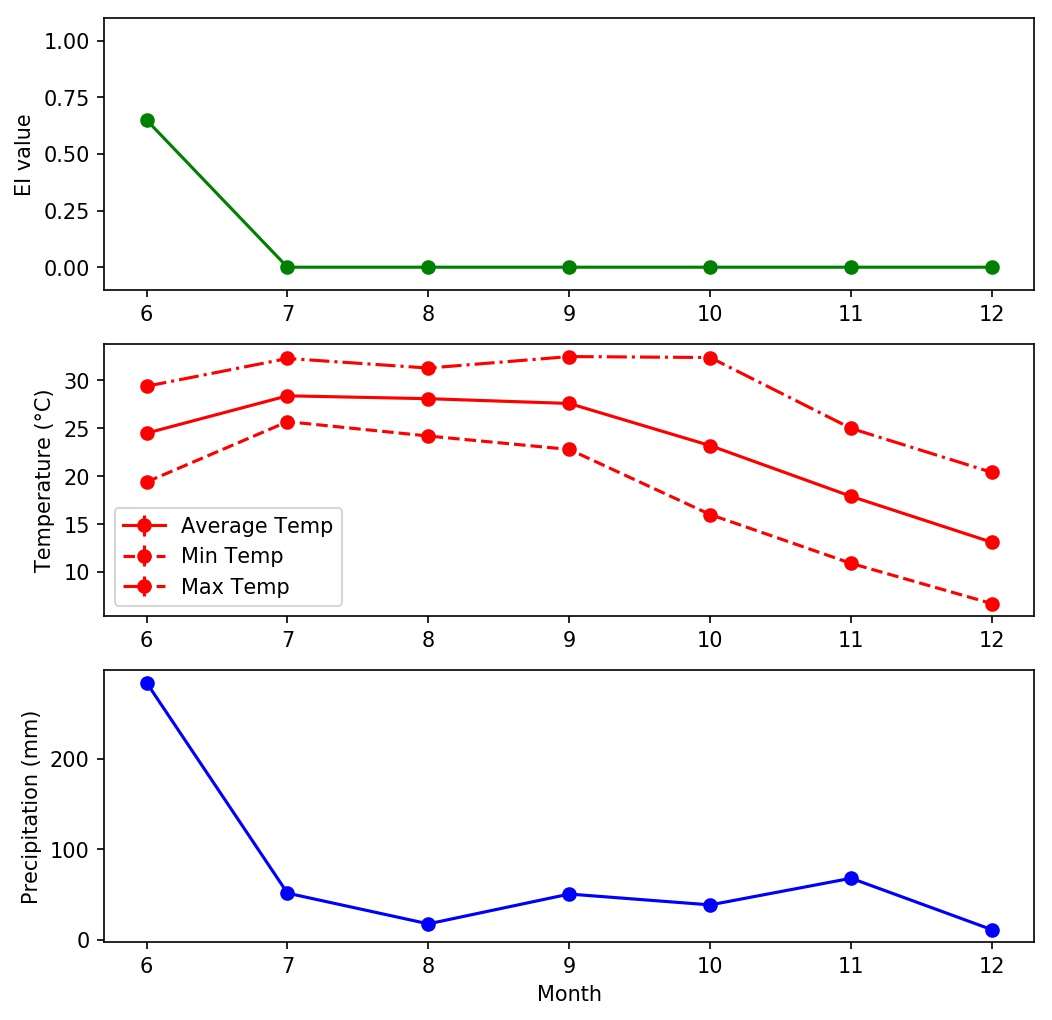 EI value
1.00
0.75
0.50
0.25
0.00
6 7 8 9 10 11 12
Temperature (°C)
30
25
20
15
10
Average Temp
Min Temp
Max Temp
6 7 8 9 10 11 12
Precipitation (mm)
200
100
0
6 7 8 9 10 11 12
Month